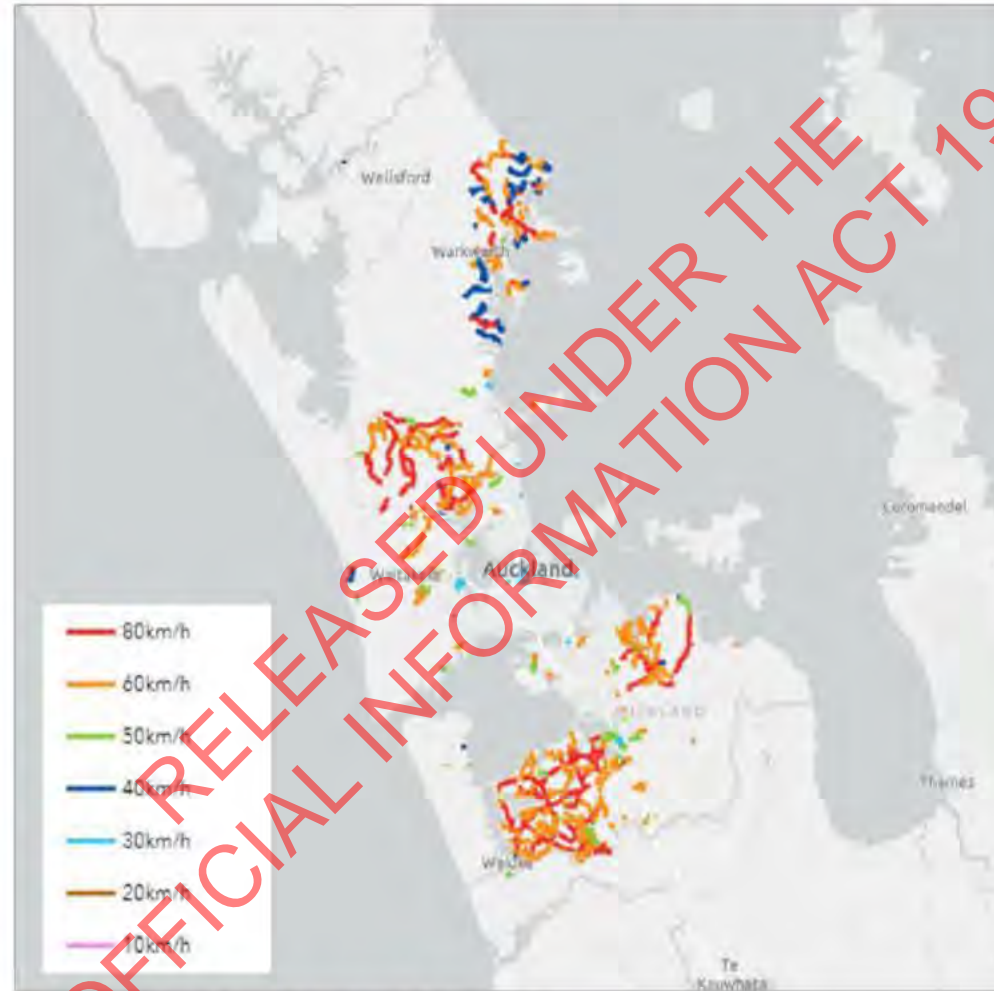 Wellsford
Warkworth
Coromandel
Auckland
Thames
Te
Kauwhata
80km/h
60km/h
50km/h
40km/h
30km/h
20km/h
10km/h
RELEASED UNDER THE
OFFICIAL INFORMATION ACT 19